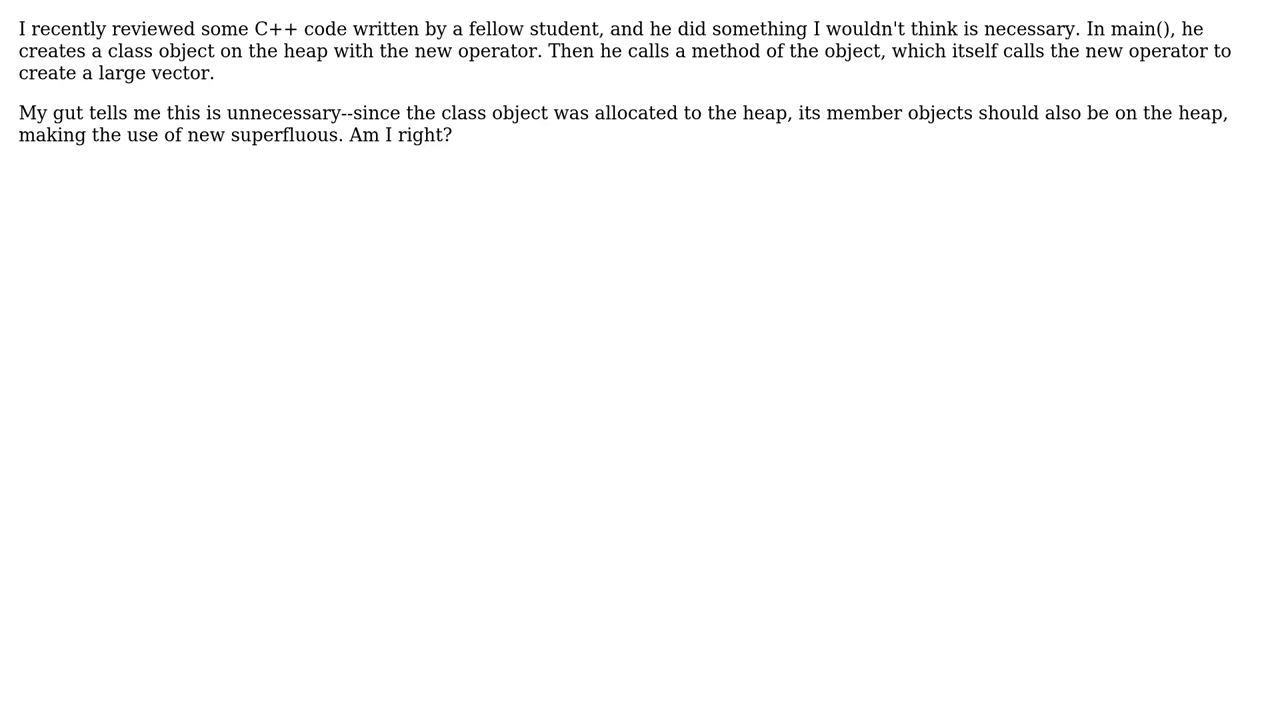 I recently reviewed some C++ code written by a fellow student, and he did something I wouldn't think is necessary. In main(), he
creates a class object on the heap with the new operator. Then he calls a method of the object, which itself calls the new operator to
create a large vector.
My gut tells me this is unnecessary--since the class object was allocated to the heap, its member objects should also be on the heap,
making the use of new superfluous. Am I right?